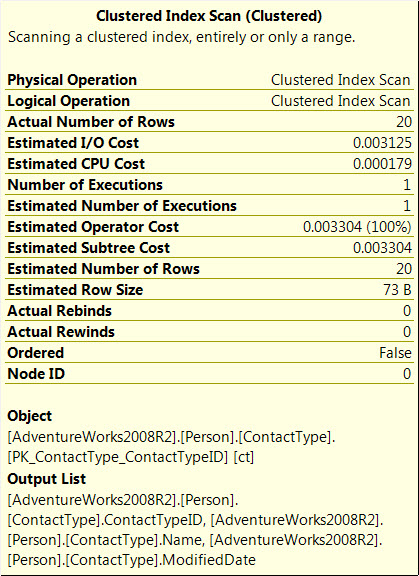 Clustered Index Scan (Clustered)
Scanning a clustered index, entirely or only a range.
Physical Operation Clustered Index Scan
Logical Operation Clustered Index Scan
Actual Number of Rows 20
Estimated I/O Cost 0.003125
Estimated CPU Cost 0.000179
Number of Executions 1
Estimated Number of Executions 1
Estimated Operator Cost 0.003304 (100%)
Estimated Subtree Cost 0.003304
Estimated Number of Rows 20
Estimated Row Size 73 B
Actual Rebinds 0
Actual Rewinds 0
Ordered False
Node ID 0
Object
[AdventureWorks2008R2].[Person].[ContactType].
[PK_ContactType_ContactTypeID] [ct]
Output List
[AdventureWorks2008R2].[Person].
[ContactType].ContactTypeID, [AdventureWorks2008R2].
[Person].[ContactType].Name, [AdventureWorks2008R2].
[Person].[ContactType].ModifiedDate